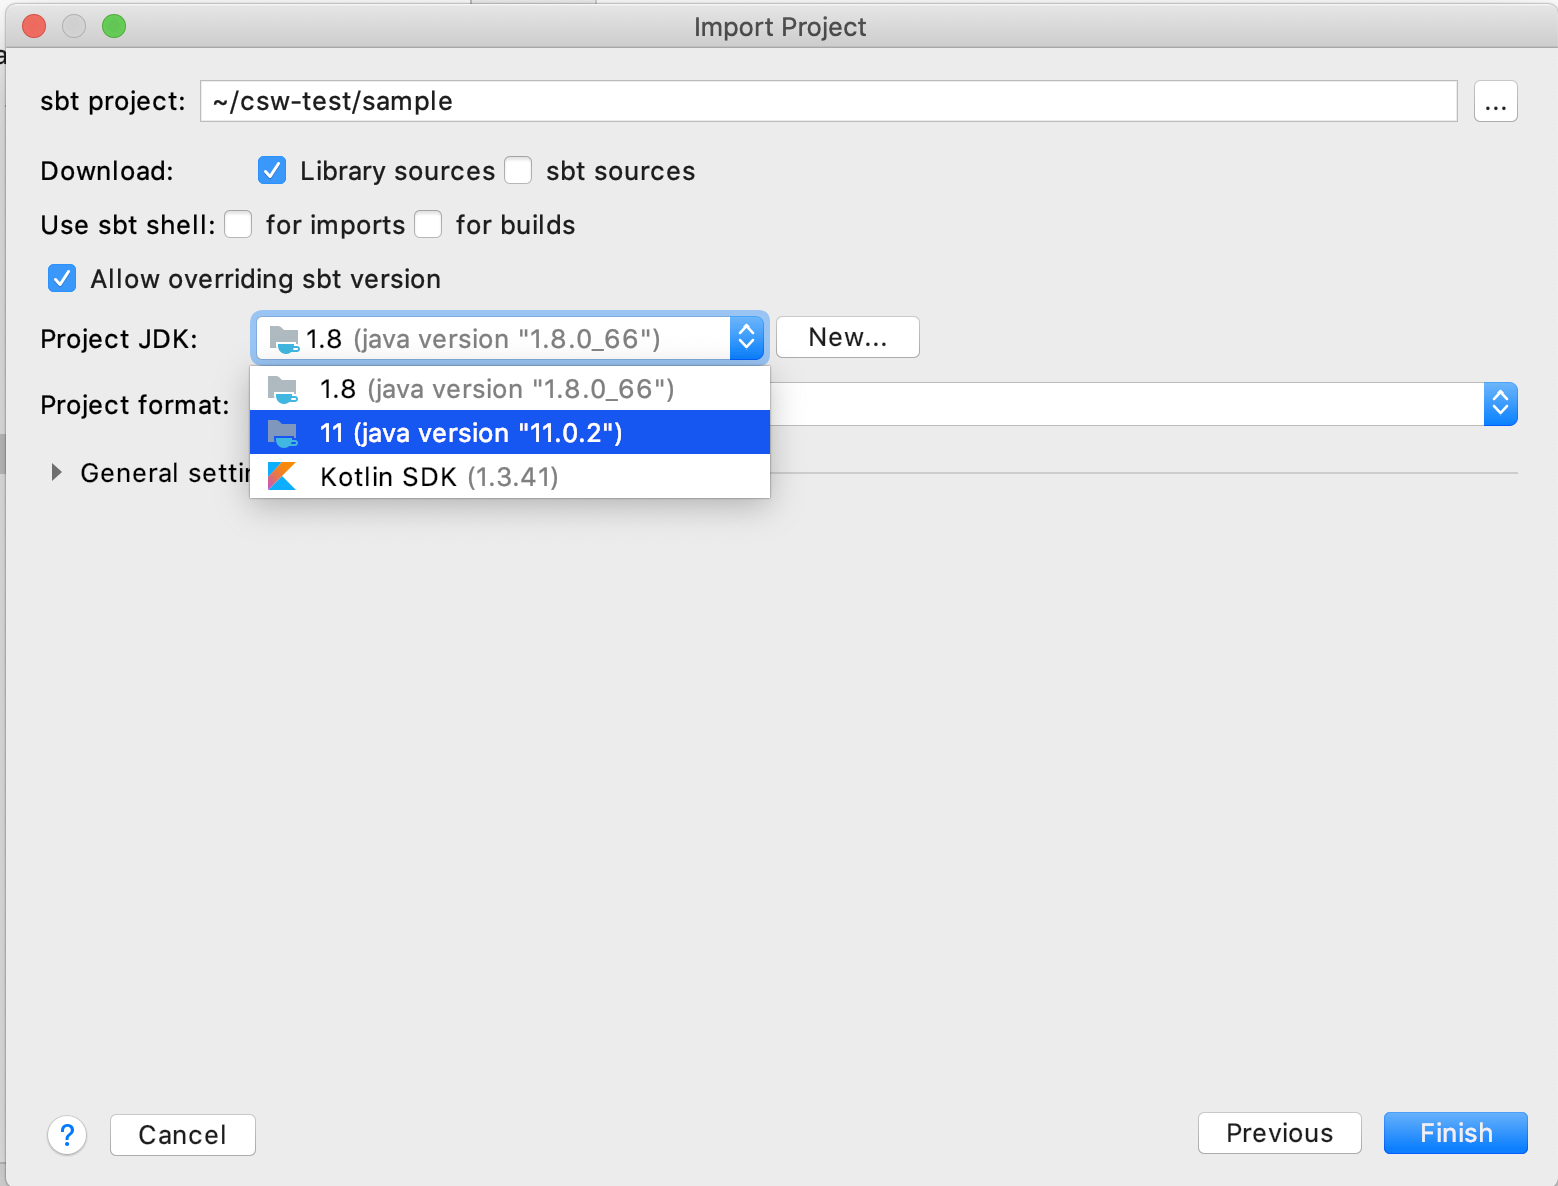 Import Project
sbt project: ~/csw-test/sample ...
Download: Library sources sbt sources
Use sbt shell: for imports for builds
Allow overriding sbt version
Project JDK: 1.8 (java version "1.8.0_66") New...
1.8 (java version "1.8.0_66")
Project format:
11 (java version "11.0.2")
General settin
Kotlin SDK (1.3.41)
? Cancel Previous Finish